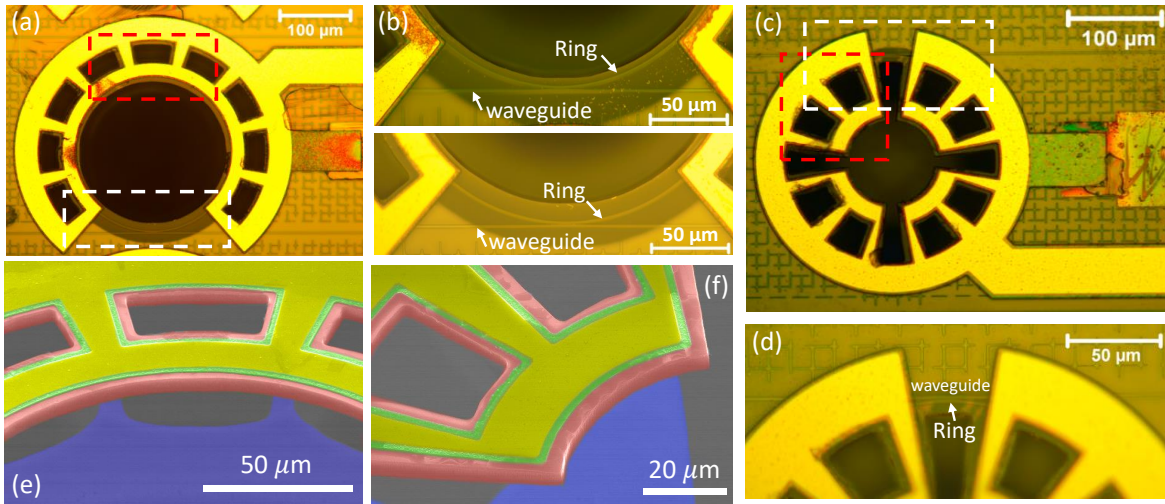 (a)
100 µm
(b)
Ring
waveguide
50 µm
Ring
waveguide
50 µm
(c)
100 µm
(d)
50 µm
waveguide
Ring
(e)
50 µm
(f)
20 µm